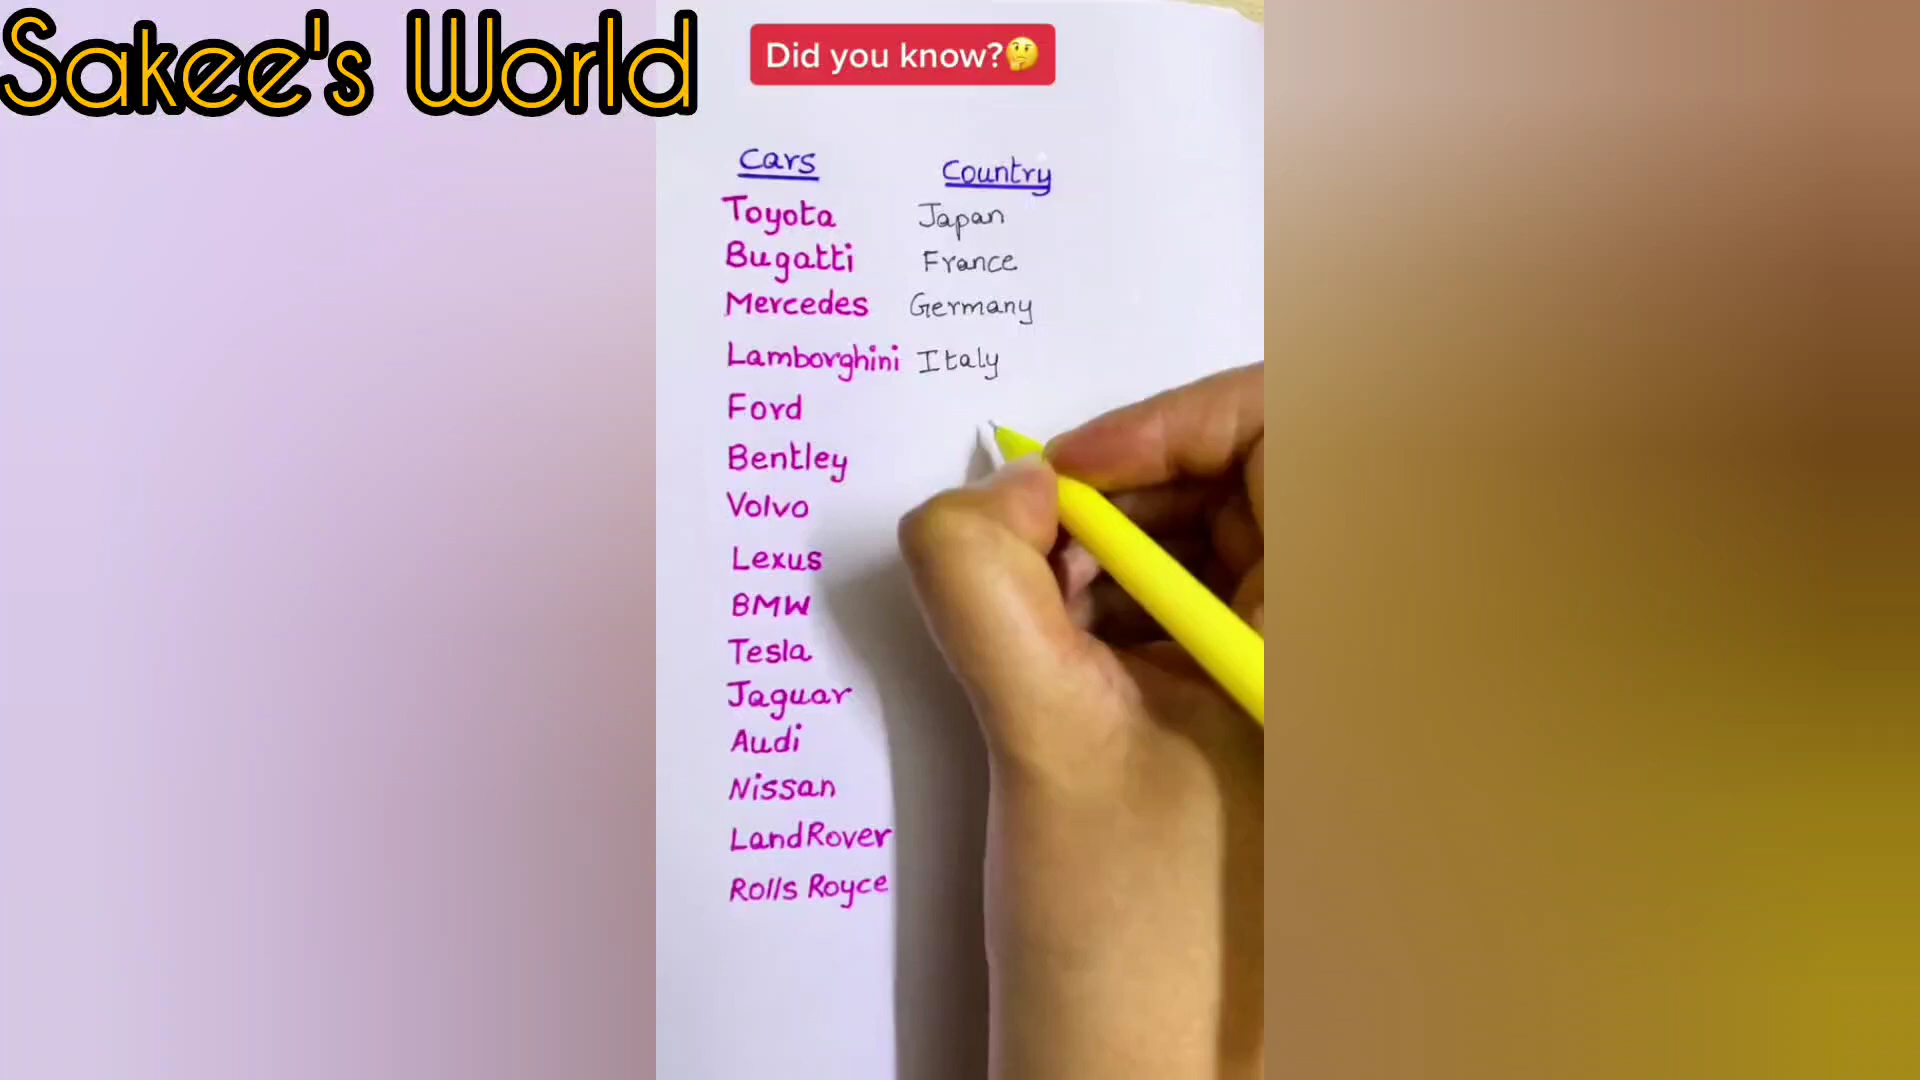 Sakee's World
Did you know?🤔
Cars Country
Toyota Japan
Bugatti France
Mercedes Germany
Lamborghini Italy
Ford
Bentley
Volvo
Lexus
BMW
Tesla
Jaguar
Audi
Nissan
LandRover
Rolls Royce